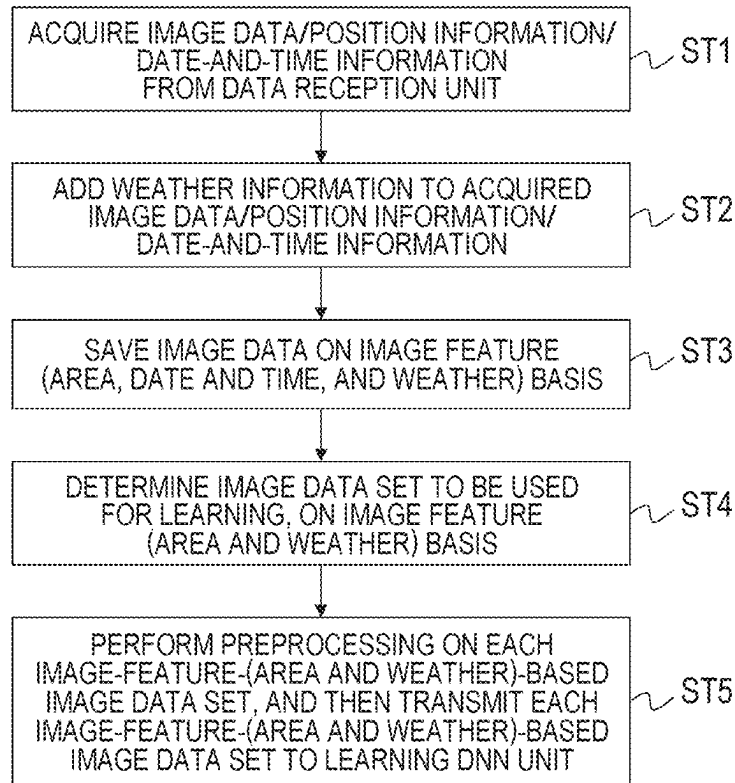 ACQUIRE IMAGE DATA/POSITION INFORMATION/
DATE-AND-TIME INFORMATION
FROM DATA RECEPTION UNIT
ST1
ADD WEATHER INFORMATION TO ACQUIRED
IMAGE DATA/POSITION INFORMATION/
DATE-AND-TIME INFORMATION
ST2
SAVE IMAGE DATA ON IMAGE FEATURE
(AREA, DATE AND TIME, AND WEATHER) BASIS
ST3
DETERMINE IMAGE DATA SET TO BE USED
FOR LEARNING, ON IMAGE FEATURE
(AREA AND WEATHER) BASIS
ST4
PERFORM PREPROCESSING ON EACH
IMAGE-FEATURE-(AREA AND WEATHER)-BASED
IMAGE DATA SET, AND THEN TRANSMIT EACH
IMAGE-FEATURE-(AREA AND WEATHER)-BASED
IMAGE DATA SET TO LEARNING DNN UNIT
ST5